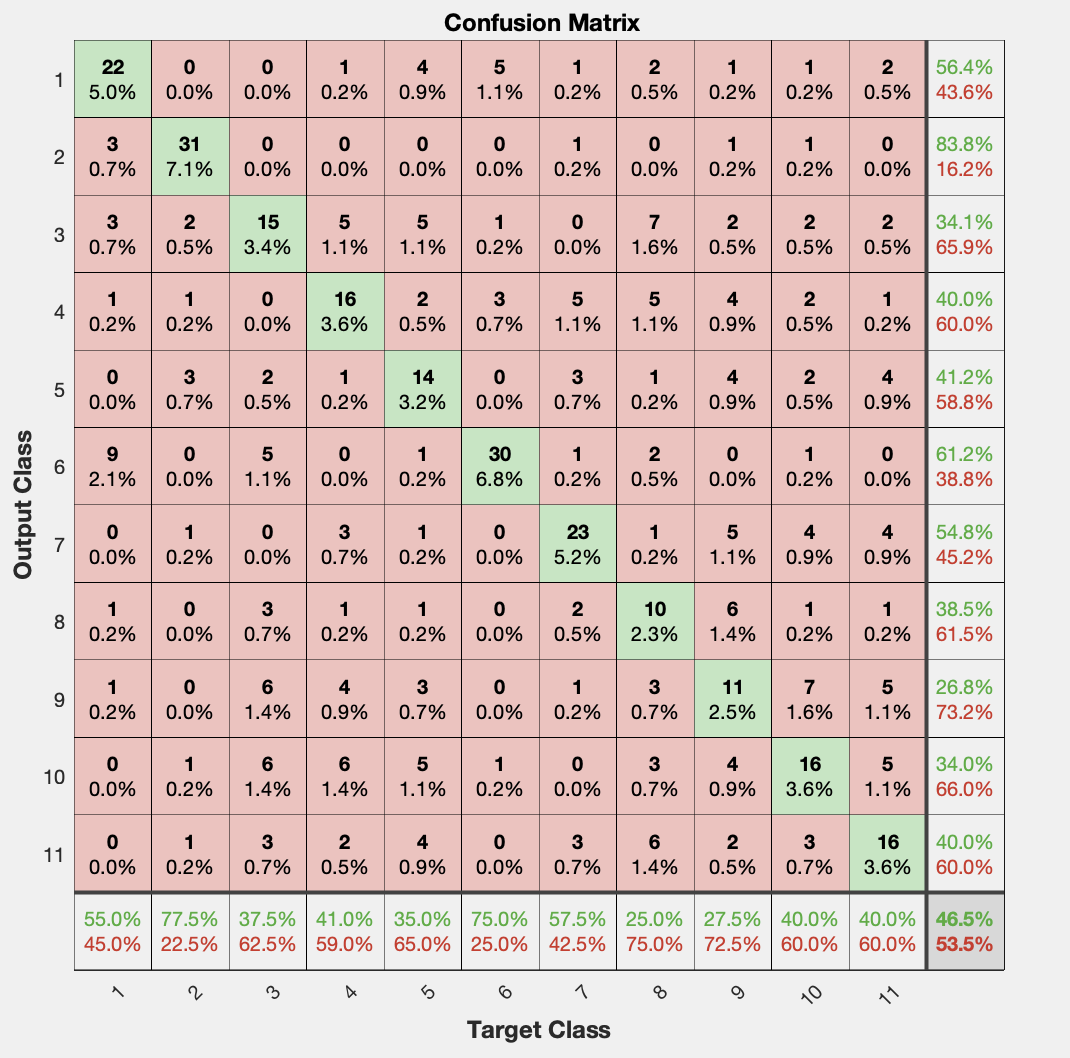 Confusion Matrix
1 22 0 0 1 4 5 1 2 1 1 2 56.4%
5.0% 0.0% 0.0% 0.2% 0.9% 1.1% 0.2% 0.5% 0.2% 0.2% 0.5% 43.6%
2 3 31 0 0 0 0 1 0 1 1 0 83.8%
0.7% 7.1% 0.0% 0.0% 0.0% 0.0% 0.2% 0.0% 0.2% 0.2% 0.0% 16.2%
3 3 2 15 5 5 1 0 7 2 2 2 34.1%
0.7% 0.5% 3.4% 1.1% 1.1% 0.2% 0.0% 1.6% 0.5% 0.5% 0.5% 65.9%
4 1 1 0 16 2 3 5 5 4 2 1 40.0%
0.2% 0.2% 0.0% 3.6% 0.5% 0.7% 1.1% 1.1% 0.9% 0.5% 0.2% 60.0%
5 0 3 2 1 14 0 3 1 4 2 4 41.2%
0.0% 0.7% 0.5% 0.2% 3.2% 0.0% 0.7% 0.2% 0.9% 0.5% 0.9% 58.8%
6 9 0 5 0 1 30 1 2 0 1 0 61.2%
2.1% 0.0% 1.1% 0.0% 0.2% 6.8% 0.2% 0.5% 0.0% 0.2% 0.0% 38.8%
7 0 1 0 3 1 0 23 1 5 4 4 54.8%
0.0% 0.2% 0.0% 0.7% 0.2% 0.0% 5.2% 0.2% 1.1% 0.9% 0.9% 45.2%
8 1 0 3 1 1 0 2 10 6 1 1 38.5%
0.2% 0.0% 0.7% 0.2% 0.2% 0.0% 0.5% 2.3% 1.4% 0.2% 0.2% 61.5%
9 1 0 6 4 3 0 1 3 11 7 5 26.8%
0.2% 0.0% 1.4% 0.9% 0.7% 0.0% 0.2% 0.7% 2.5% 1.6% 1.1% 73.2%
10 0 1 6 6 5 1 0 3 4 16 5 34.0%
0.0% 0.2% 1.4% 1.4% 1.1% 0.2% 0.0% 0.7% 0.9% 3.6% 1.1% 66.0%
11 0 1 3 2 4 0 3 6 2 3 16 40.0%
0.0% 0.2% 0.7% 0.5% 0.9% 0.0% 0.7% 1.4% 0.5% 0.7% 3.6% 60.0%
55.0% 77.5% 37.5% 41.0% 35.0% 75.0% 57.5% 25.0% 27.5% 40.0% 40.0% 46.5%
45.0% 22.5% 62.5% 59.0% 65.0% 25.0% 42.5% 75.0% 72.5% 60.0% 60.0% 53.5%
1 2 3 4 5 6 7 8 9 10 11
Target Class
Output Class